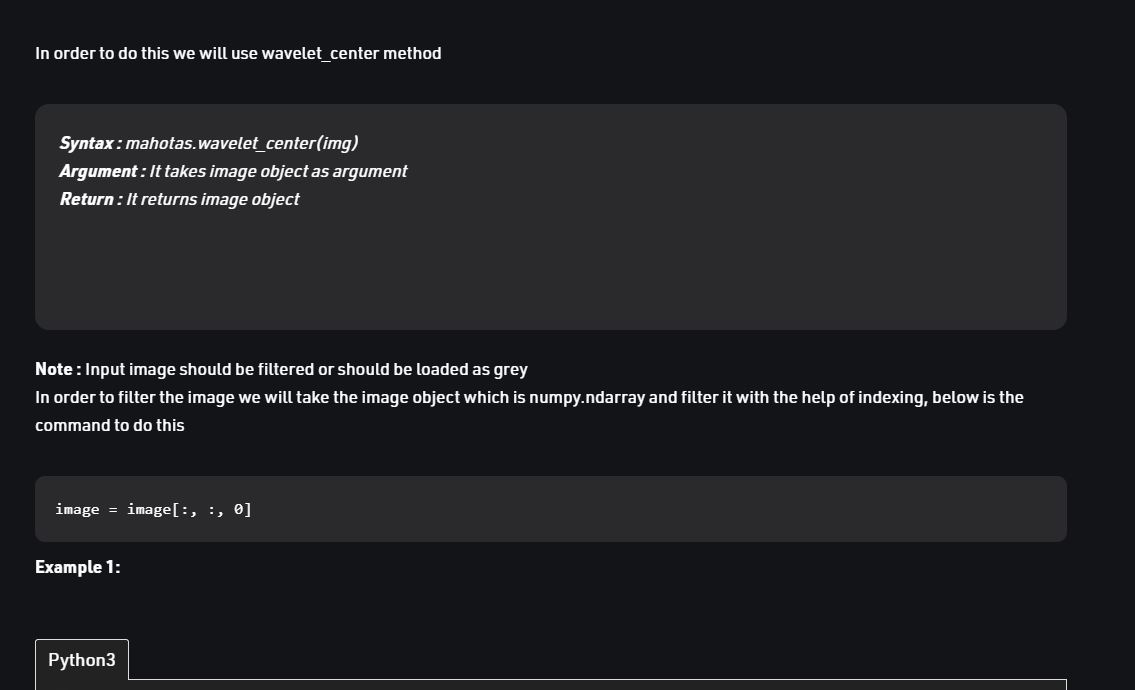 In order to do this we will use wavelet_center method
Syntax : mahotas.wavelet_center(img)
Argument : It takes image object as argument
Return : It returns image object
Note : Input image should be filtered or should be loaded as grey
In order to filter the image we will take the image object which is numpy.ndarray and filter it with the help of indexing, below is the
command to do this
image = image[:, :, 0]
Example 1:
Python3